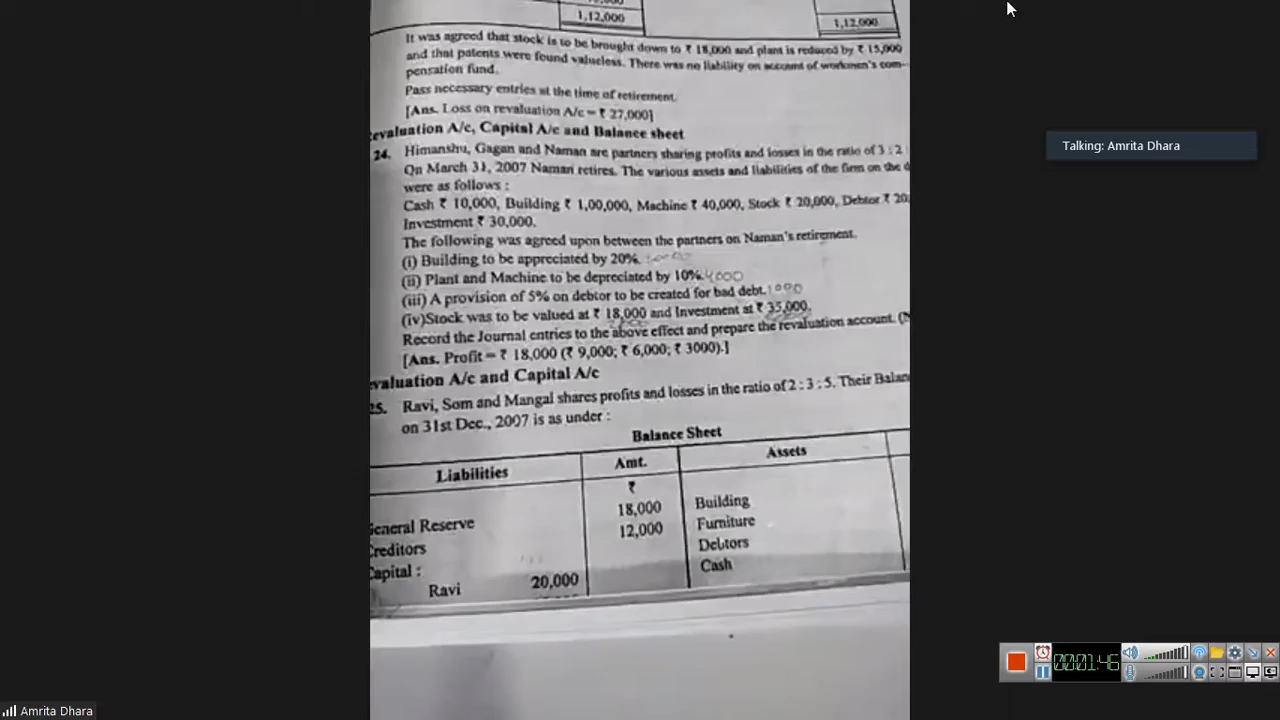 1,12,000
1,12,000
It was agreed that stock is to be brought down to ₹ 18,000 and plant is reduced by ₹ 15,000
and that patents were found valueless. There was no liability on account of workmen's com-
pensation fund.
Pass necessary entries at the time of retirement.
[Ans. Loss on revaluation A/c = ₹ 27,000]
evaluation A/c, Capital A/c and Balance sheet
24. Himanshu, Gagan and Naman are partners sharing profits and losses in the ratio of 3 : 2
On March 31, 2007 Naman retires. The various assets and liabilities of the firm on the d
were as follows :
Cash ₹ 10,000, Building ₹ 1,00,000, Machine ₹ 40,000, Stock ₹ 20,000, Debtor ₹ 20
Investment ₹ 30,000.
The following was agreed upon between the partners on Naman's retirement.
(i) Building to be appreciated by 20%.
(ii) Plant and Machine to be depreciated by 10%. 4000
(iii) A provision of 5% on debtor to be created for bad debt. 1000
(iv)Stock was to be valued at ₹ 18,000 and Investment at ₹ 35,000.
Record the Journal entries to the above effect and prepare the revaluation account.
[Ans. Profit = ₹ 18,000 (₹ 9,000; ₹ 6,000; ₹ 3000).]
evaluation A/c and Capital A/c
25. Ravi, Som and Mangal shares profits and losses in the ratio of 2 : 3 : 5. Their Balan
on 31st Dec., 2007 is as under :
Balance Sheet
Liabilities Amt. Assets
₹
General Reserve 18,000 Building
Creditors 12,000 Furniture
Capital : Debtors
Ravi 20,000 Cash
Talking: Amrita Dhara
00:01:46
Amrita Dhara